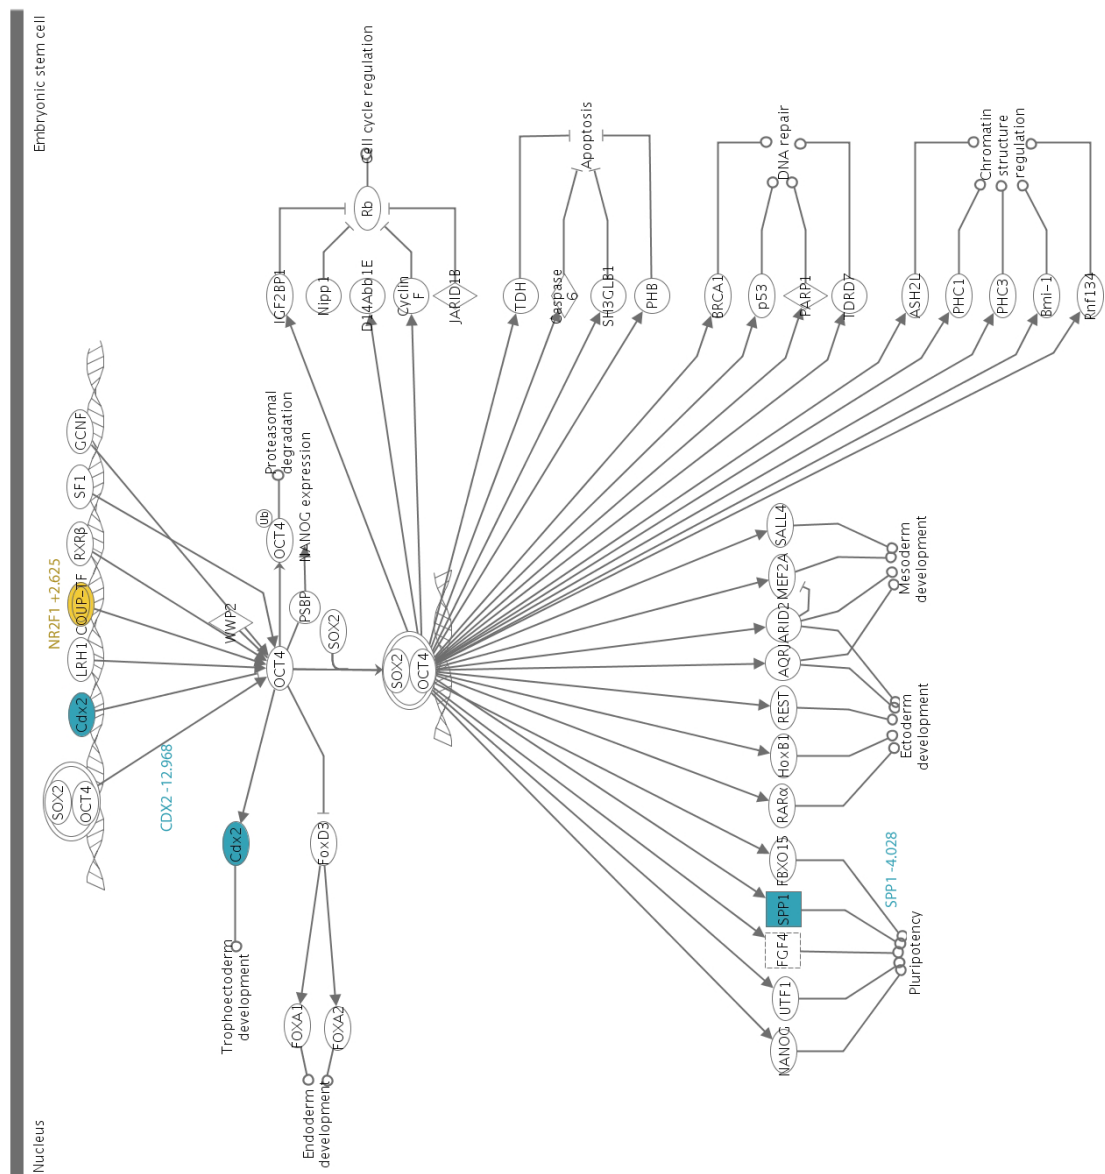 Nucleus
Embryonic stem cell
NR2F1 +2.625
SOX2
OCT4
Cdx2
LRH1
COUP-TF
RXRβ
SF1
GCNF
CDX2 -12.968
WWP2
Trophoectoderm
development
Cdx2
OCT4
OCT4
Ub
Proteasomal
degradation
PSBP
NANOG expression
Endoderm
development
FOXA1
FOXA2
FoxD3
SOX2
IGF2BP1
Nipp1
D14Abb1E
Cyclin
F
JARID1B
Rb
Cell cycle regulation
SOX2
OCT4
TDH
Caspase
6
SH3GLB1
PHB
Apoptosis
BRCA1
p53
PARP1
TDRD7
DNA repair
ASH2L
PHC1
PHC3
Bmi-1
Rnf134
Chromatin
structure
regulation
NANOG
UTF1
FGF4
SPP1
FBXO15
RARα
HoxB1
REST
AQR
JARID2
MEF2A
SALL4
SPP1 -4.028
Pluripotency
Ectoderm
development
Mesoderm
development